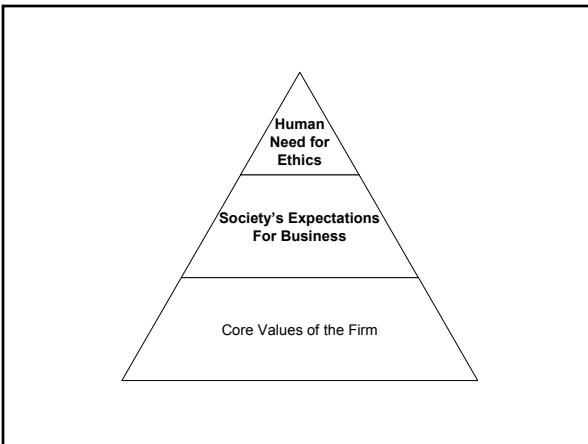 Human
Need for
Ethics
Society's Expectations
For Business
Core Values of the Firm